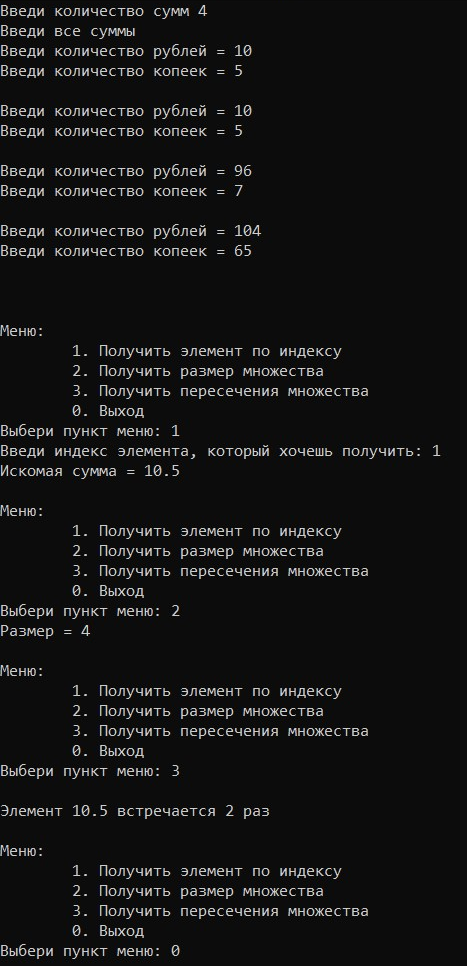 Введи количество сумм 4
Введи все суммы
Введи количество рублей = 10
Введи количество копеек = 5
Введи количество рублей = 10
Введи количество копеек = 5
Введи количество рублей = 96
Введи количество копеек = 7
Введи количество рублей = 104
Введи количество копеек = 65
Меню:
1. Получить элемент по индексу
2. Получить размер множества
3. Получить пересечения множества
0. Выход
Выбери пункт меню: 1
Введи индекс элемента, который хочешь получить: 1
Искомая сумма = 10.5
Меню:
1. Получить элемент по индексу
2. Получить размер множества
3. Получить пересечения множества
0. Выход
Выбери пункт меню: 2
Размер = 4
Меню:
1. Получить элемент по индексу
2. Получить размер множества
3. Получить пересечения множества
0. Выход
Выбери пункт меню: 3
Элемент 10.5 встречается 2 раз
Меню:
1. Получить элемент по индексу
2. Получить размер множества
3. Получить пересечения множества
0. Выход
Выбери пункт меню: 0